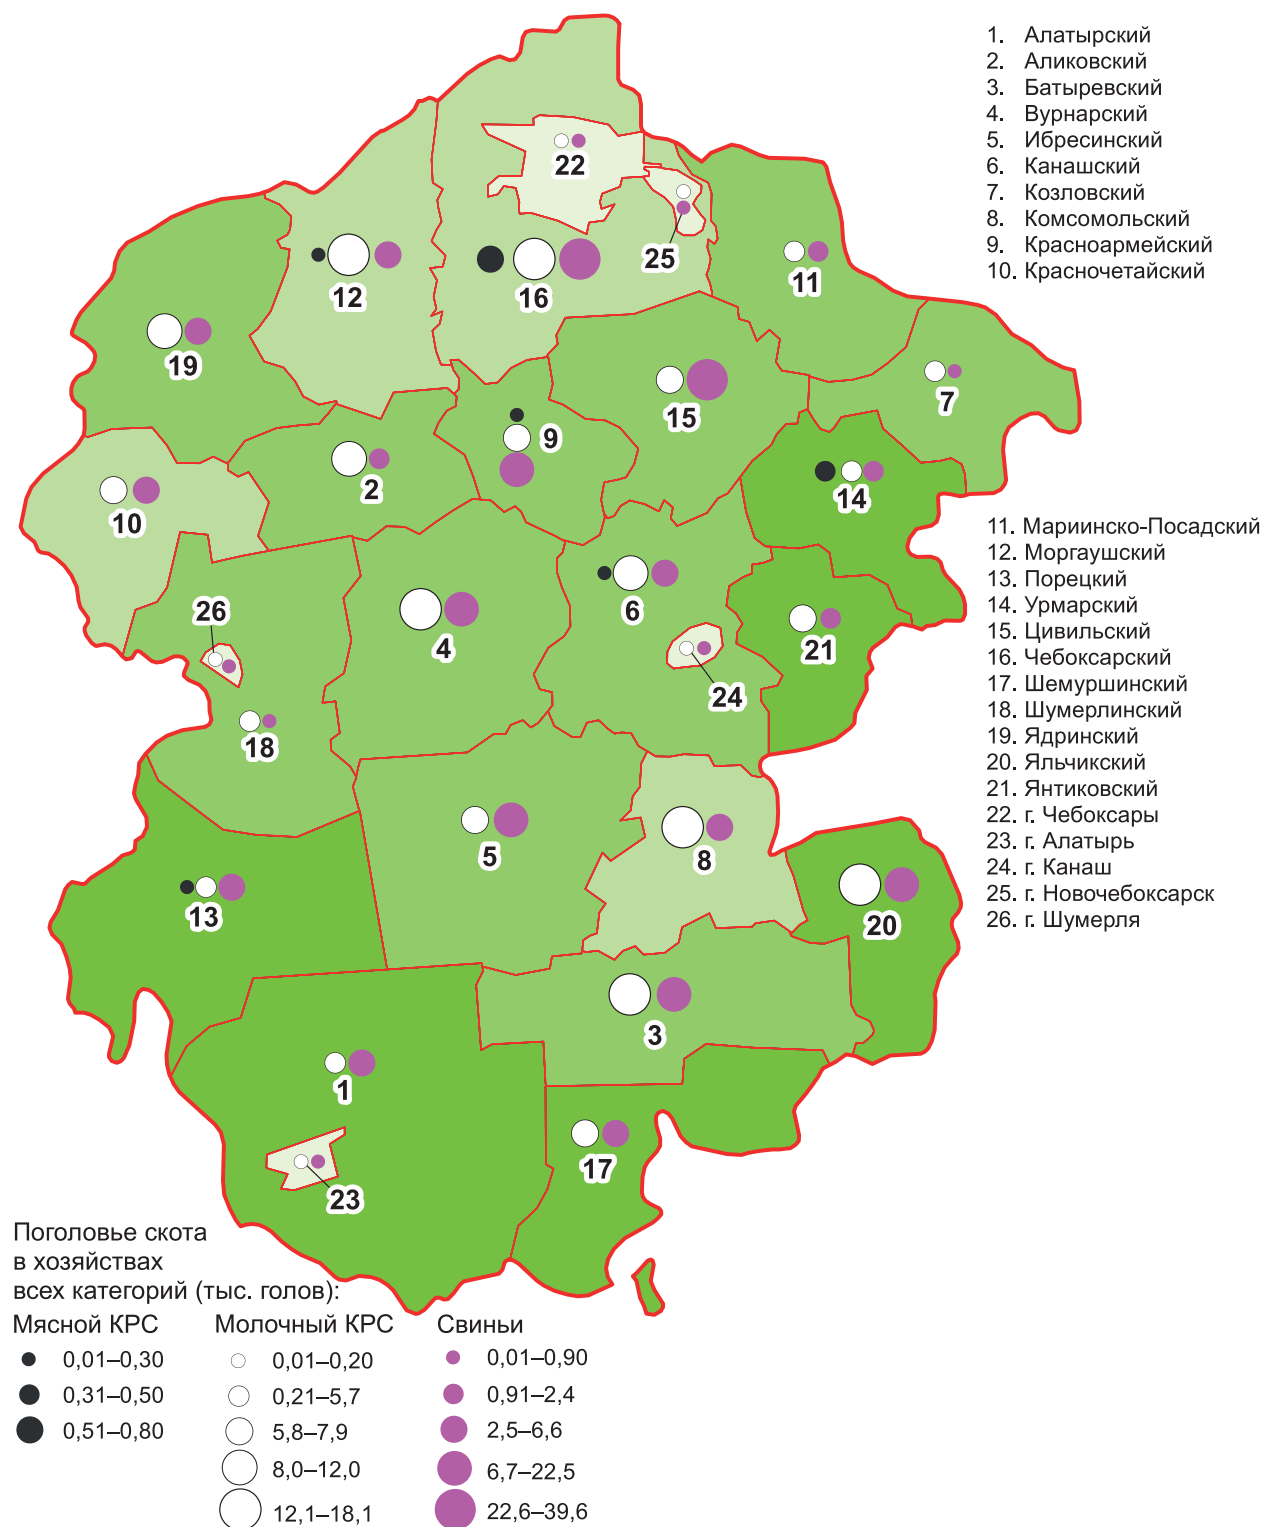 1. Алатырский
2. Аликовский
3. Батыревский
4. Вурнарский
5. Ибресинский
6. Канашский
7. Козловский
8. Комсомольский
9. Красноармейский
10. Красночетайский
22
25
11
12
16
19
7
15
9
2
14
10
11. Мариинско-Посадский
12. Моргаушский
13. Порецкий
14. Урмарский
15. Цивильский
16. Чебоксарский
17. Шемуршинский
18. Шумерлинский
19. Ядринский
20. Яльчикский
21. Янтиковский
22. г. Чебоксары
23. г. Алатырь
24. г. Канаш
25. г. Новочебоксарск
26. г. Шумерля
26
6
4
21
24
18
5
8
13
20
3
1
17
23
Поголовье скота
в хозяйствах
всех категорий (тыс. голов):
Мясной КРС
0,01–0,30
0,31–0,50
0,51–0,80
Молочный КРС
0,01–0,20
0,21–5,7
5,8–7,9
8,0–12,0
12,1–18,1
Свиньи
0,01–0,90
0,91–2,4
2,5–6,6
6,7–22,5
22,6–39,6